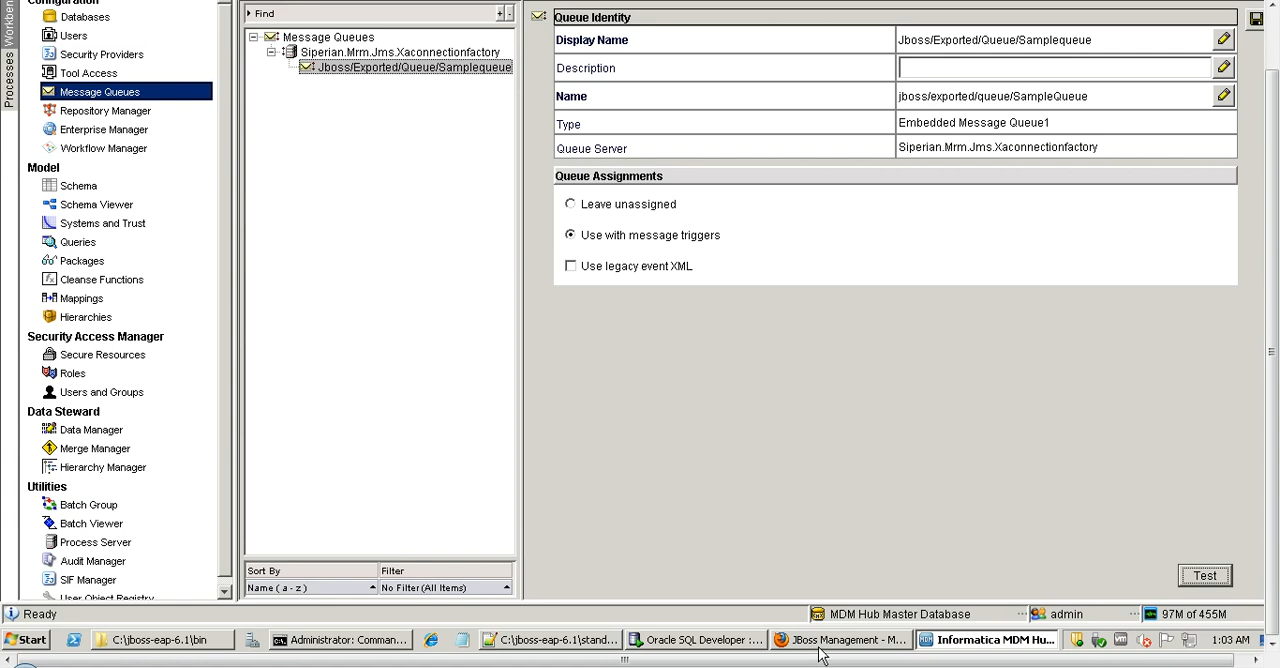 Workben
Processes
Configuration
Databases
Users
Security Providers
Tool Access
Message Queues
Repository Manager
Enterprise Manager
Workflow Manager
Model
Schema
Schema Viewer
Systems and Trust
Queries
Packages
Cleanse Functions
Mappings
Hierarchies
Security Access Manager
Secure Resources
Roles
Users and Groups
Data Steward
Data Manager
Merge Manager
Hierarchy Manager
Utilities
Batch Group
Batch Viewer
Process Server
Audit Manager
SIF Manager
User Object Registry
Find
+ -
Message Queues
Siperian.Mrm.Jms.Xaconnectionfactory
Jboss/Exported/Queue/Samplequeue
Sort By Filter
Name ( a - z ) No Filter (All Items)
Queue Identity
Display Name Jboss/Exported/Queue/Samplequeue
Description
Name jboss/exported/queue/SampleQueue
Type Embedded Message Queue1
Queue Server Siperian.Mrm.Jms.Xaconnectionfactory
Queue Assignments
Leave unassigned
Use with message triggers
Use legacy event XML
Test
Ready MDM Hub Master Database ... admin ... 97M of 455M
Start C:\jboss-eap-6.1\bin Administrator: Comman... C:\jboss-eap-6.1\stand... Oracle SQL Developer :... JBoss Management - M... Informatica MDM Hu... 1:03 AM